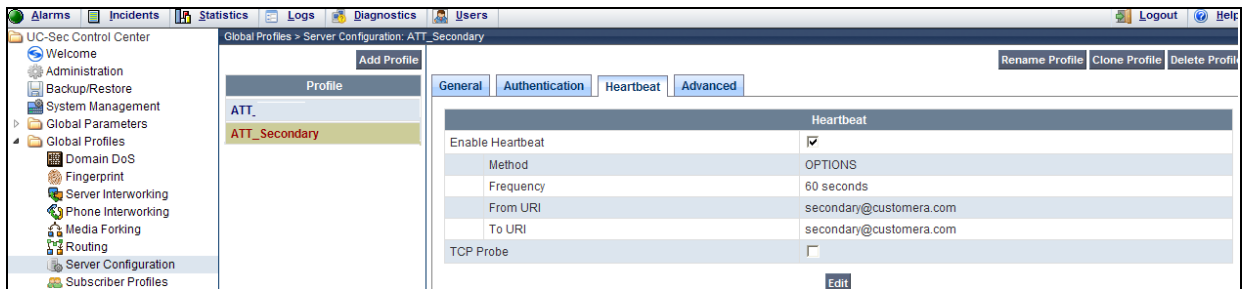 Alarms Incidents Statistics Logs Diagnostics Users Logout Help
UC-Sec Control Center
Welcome
Administration
Backup/Restore
System Management
Global Parameters
Global Profiles
Domain DoS
Fingerprint
Server Interworking
Phone Interworking
Media Forking
Routing
Server Configuration
Subscriber Profiles
Global Profiles > Server Configuration: ATT_Secondary
Add Profile
Profile
ATT_
ATT_Secondary
Rename Profile Clone Profile Delete Profil
General Authentication Heartbeat Advanced
Heartbeat
Enable Heartbeat
Method OPTIONS
Frequency 60 seconds
From URI secondary@customera.com
To URI secondary@customera.com
TCP Probe
Edit